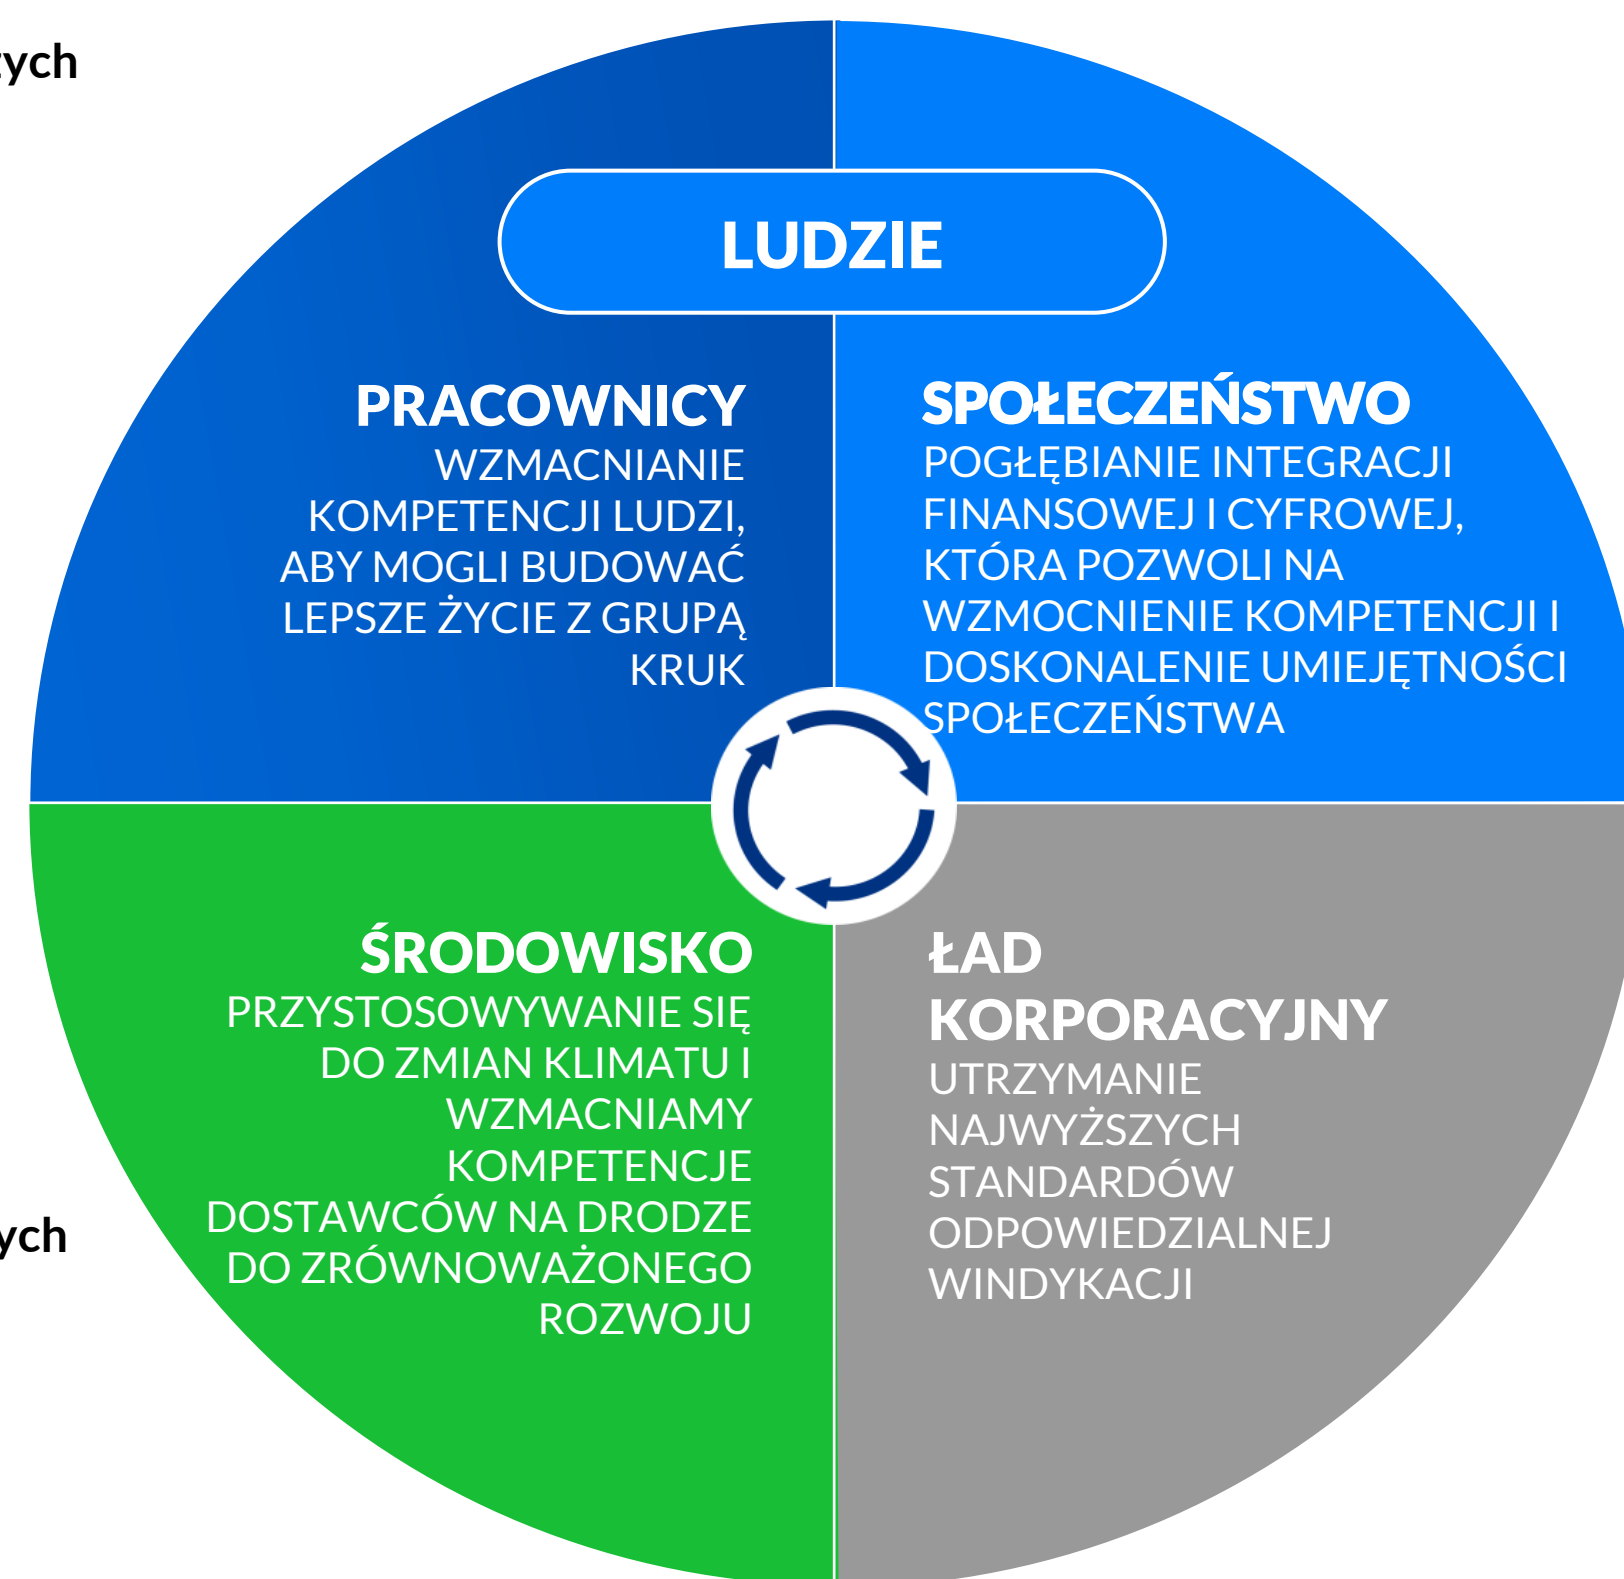 LUDZIE
PRACOWNICY
WZMACNIANIE
KOMPETENCJI LUDZI,
ABY MOGLI BUDOWAĆ
LEPSZE ŻYCIE Z GRUPĄ
KRUK
SPOŁECZEŃSTWO
POGŁĘBIANIE INTEGRACJI
FINANSOWEJ I CYFROWEJ,
KTÓRA POZWOLI NA
WZMOCNIENIE KOMPETENCJI I
DOSKONALENIE UMIEJĘTNOŚCI
SPOŁECZEŃSTWA
ŚRODOWISKO
PRZYSTOSOWYWANIE SIĘ
DO ZMIAN KLIMATU I
WZMACNIAMY
KOMPETENCJE
DOSTAWCÓW NA DRODZE
DO ZRÓWNOWAŻONEGO
ROZWOJU
ŁAD
KORPORACYJNY
UTRZYMANIE
NAJWYŻSZYCH
STANDARDÓW
ODPOWIEDZIALNEJ
WINDYKACJI